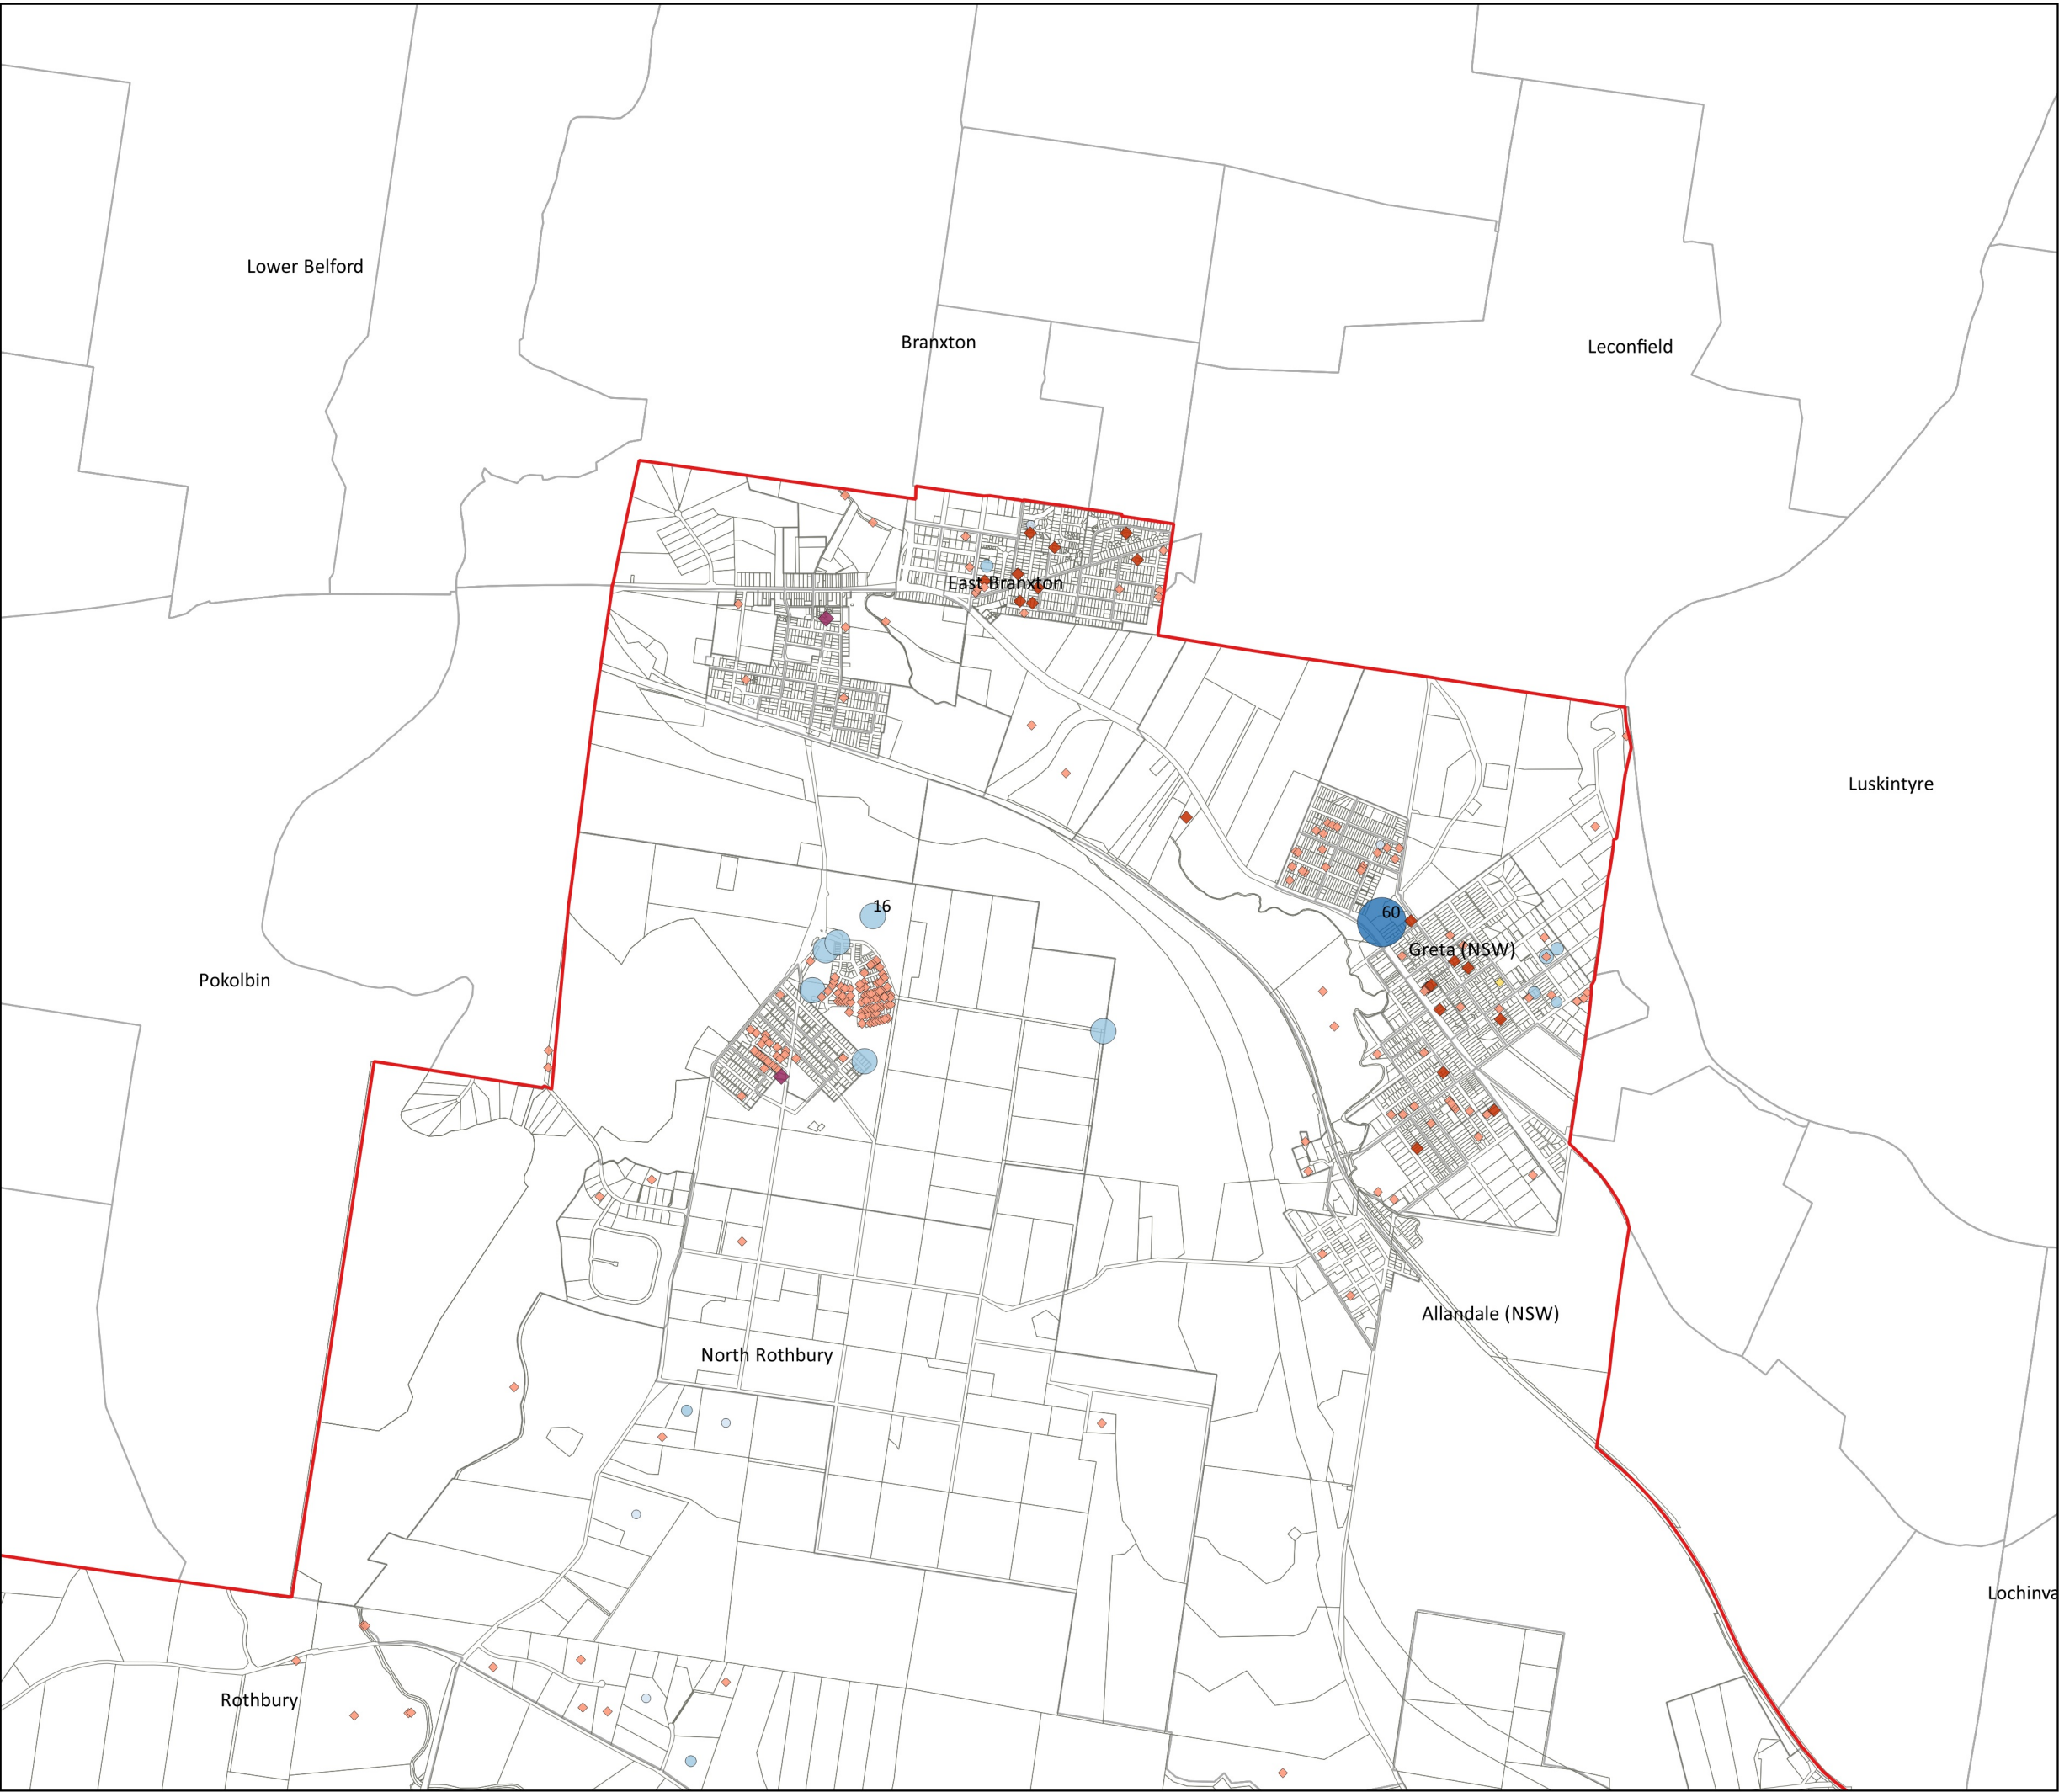 Lower Belford
Branxton
Leconfield
East Branxton
Luskintyre
16
60
Greta (NSW)
Pokolbin
Allandale (NSW)
North Rothbury
Lochinva
Rothbury